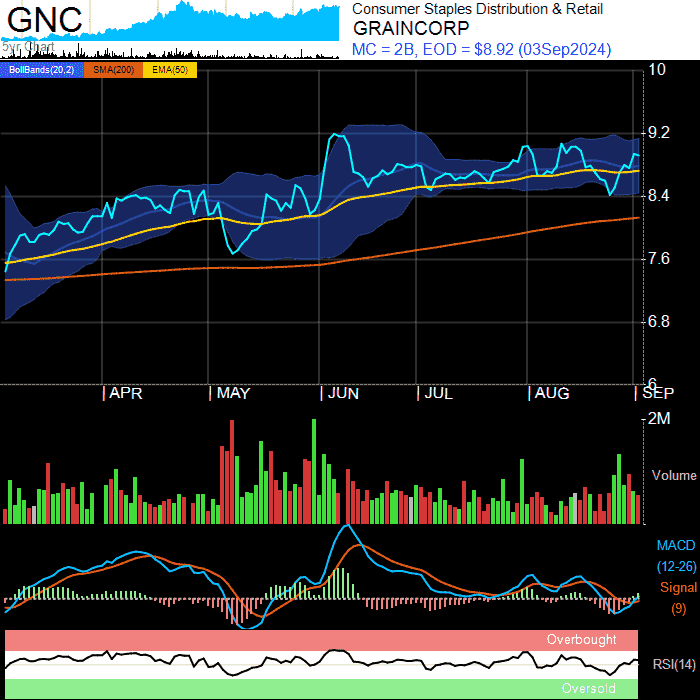 GNC
Consumer Staples Distribution & Retail
GRAINCORP
MC = 2B, EOD = $8.92 (03Sep2024)
5yr Chart
BollBands(20,2) SMA(200) EMA(50)
10
9.2
8.4
7.6
6.8
6
APR MAY JUN JUL AUG SEP
2M
Volume
MACD
(12-26)
Signal
(9)
Overbought
RSI(14)
Oversold